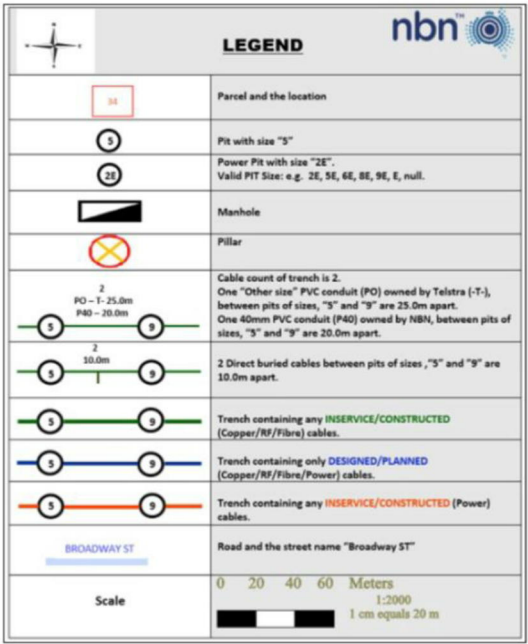 LEGEND
nbn™
34
Parcel and the location
5
Pit with size "5"
2E
Power Pit with size "2E".
Valid PIT Size: e.g. 2E, 5E, 6E, 8E, 9E, E, null.
Manhole
Pillar
2
PO – T- 25.0m
P40 – 20.0m
5
9
Cable count of trench is 2.
One "Other size" PVC conduit (PO) owned by Telstra (-T-),
between pits of sizes, "5" and "9" are 25.0m apart.
One 40mm PVC conduit (P40) owned by NBN, between pits of
sizes, "5" and "9" are 20.0m apart.
2
10.0m
5
9
2 Direct buried cables between pits of sizes ,"5" and "9" are
10.0m apart.
5
9
Trench containing any INSERVICE/CONSTRUCTED
(Copper/RF/Fibre) cables.
5
9
Trench containing only DESIGNED/PLANNED
(Copper/RF/Fibre/Power) cables.
5
9
Trench containing any INSERVICE/CONSTRUCTED (Power)
cables.
BROADWAY ST
Road and the street name "Broadway ST"
Scale
0 20 40 60 Meters
1:2000
1 cm equals 20 m